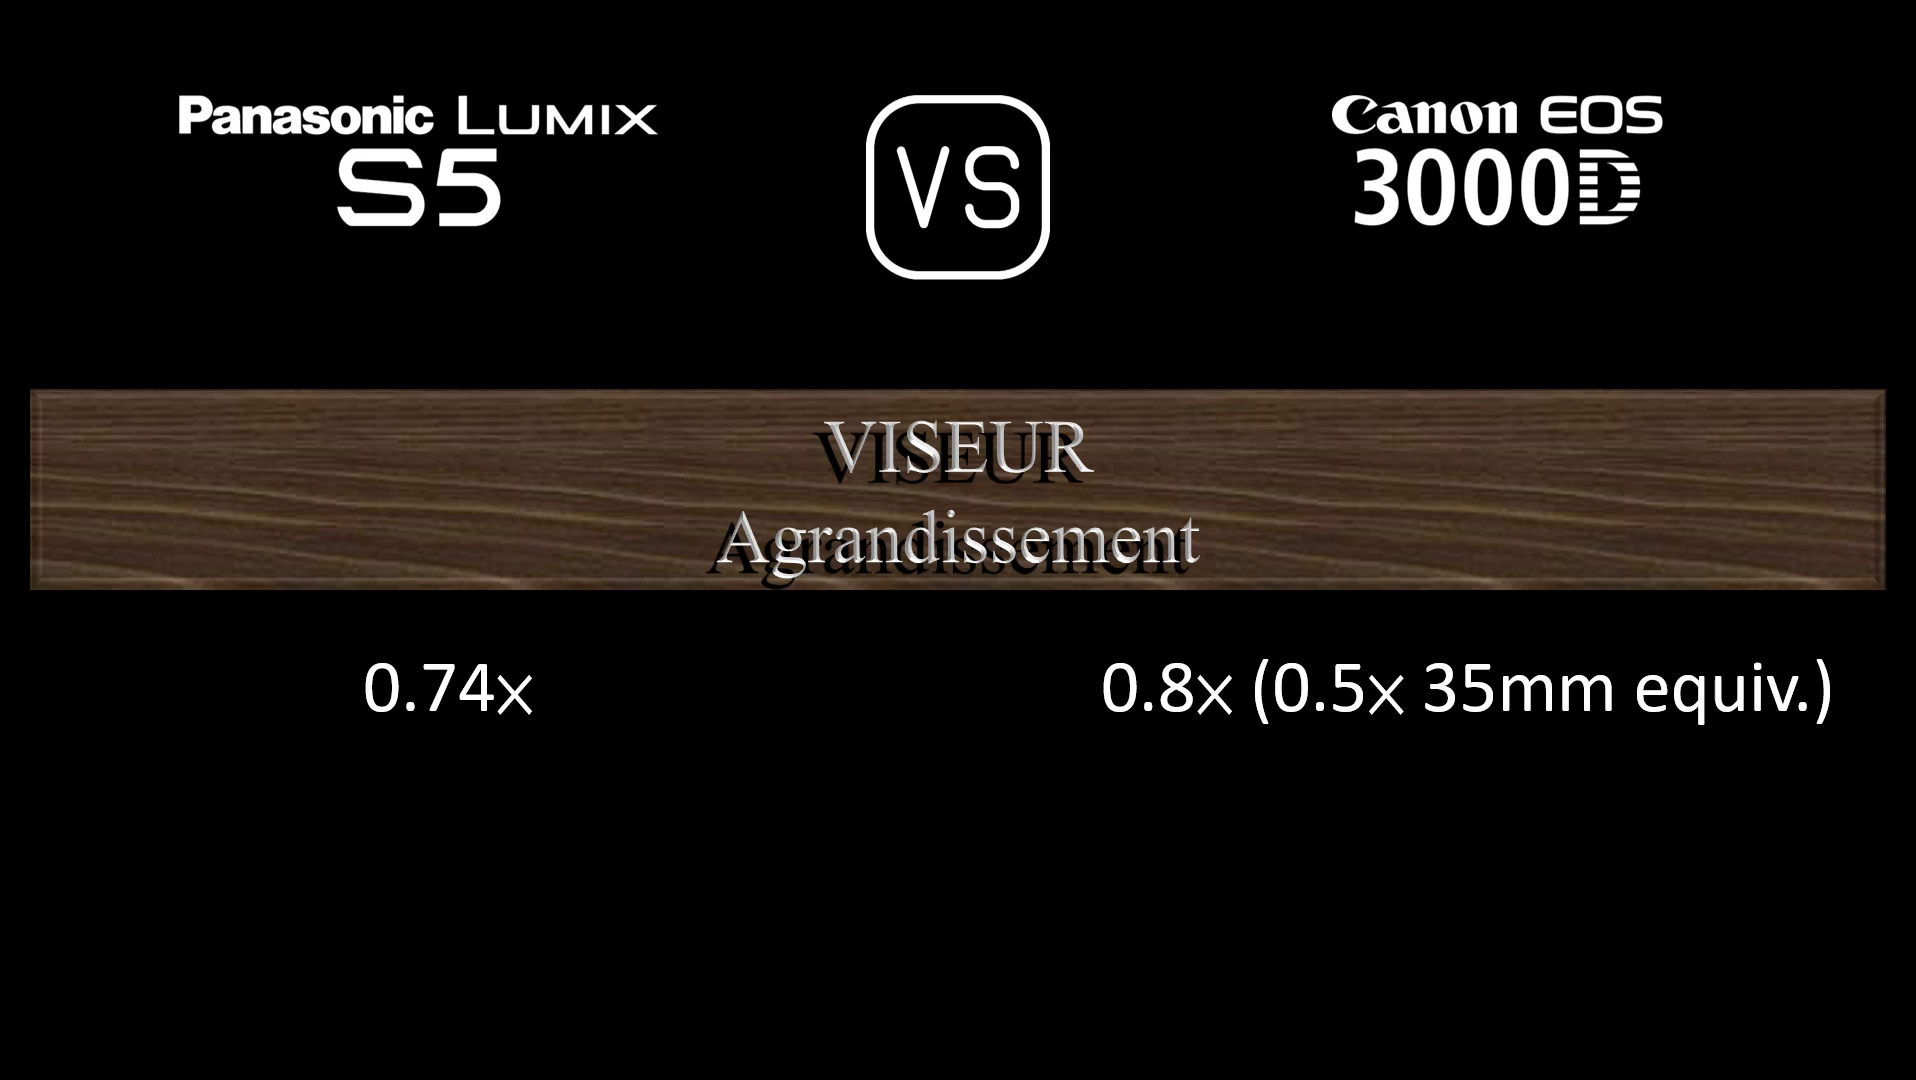 Panasonic LUMIX
S5
VS
Canon EOS
3000D
VISEUR
Agrandissement
0.74x
0.8x (0.5x 35mm equiv.)